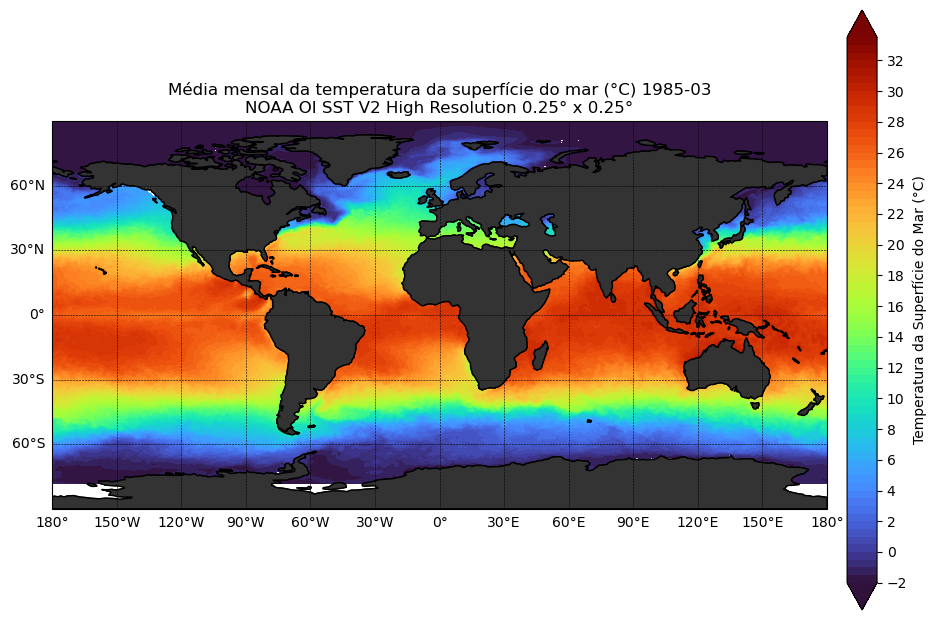 Média mensal da temperatura da superfície do mar (°C) 1985-03
NOAA OI SST V2 High Resolution 0.25° x 0.25°
60°N
30°N
0°
30°S
60°S
180°
150°W
120°W
90°W
60°W
30°W
0°
30°E
60°E
90°E
120°E
150°E
180°
32
30
28
26
24
22
20
18
16
14
12
10
8
6
4
2
0
−2
Temperatura da Superfície do Mar (°C)